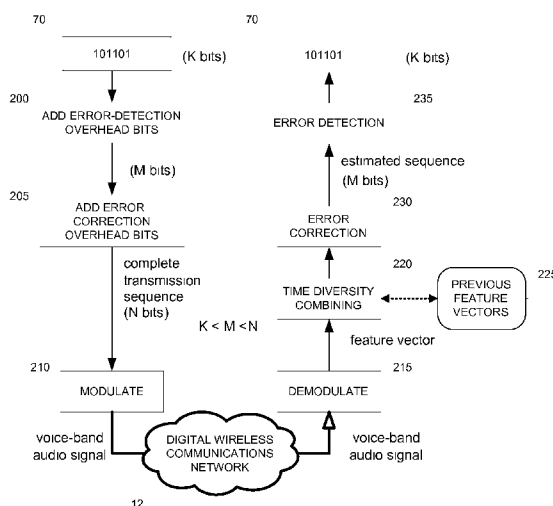 70
101101
(K bits)
200
ADD ERROR-DETECTION
OVERHEAD BITS
(M bits)
205
ADD ERROR
CORRECTION
OVERHEAD BITS
complete
transmission
sequence
(N bits)
K < M <N
210
MODULATE
voice-band
audio signal
DIGITAL WIRELESS
COMMUNICATIONS
NETWORK
12
70
101101
(K bits)
235
ERROR DETECTION
estimated sequence
(M bits)
230
ERROR
CORRECTION
220
TIME DIVERSITY
COMBINING
225
PREVIOUS
FEATURE
VECTORS
feature vector
215
DEMODULATE
voice-band
audio signal